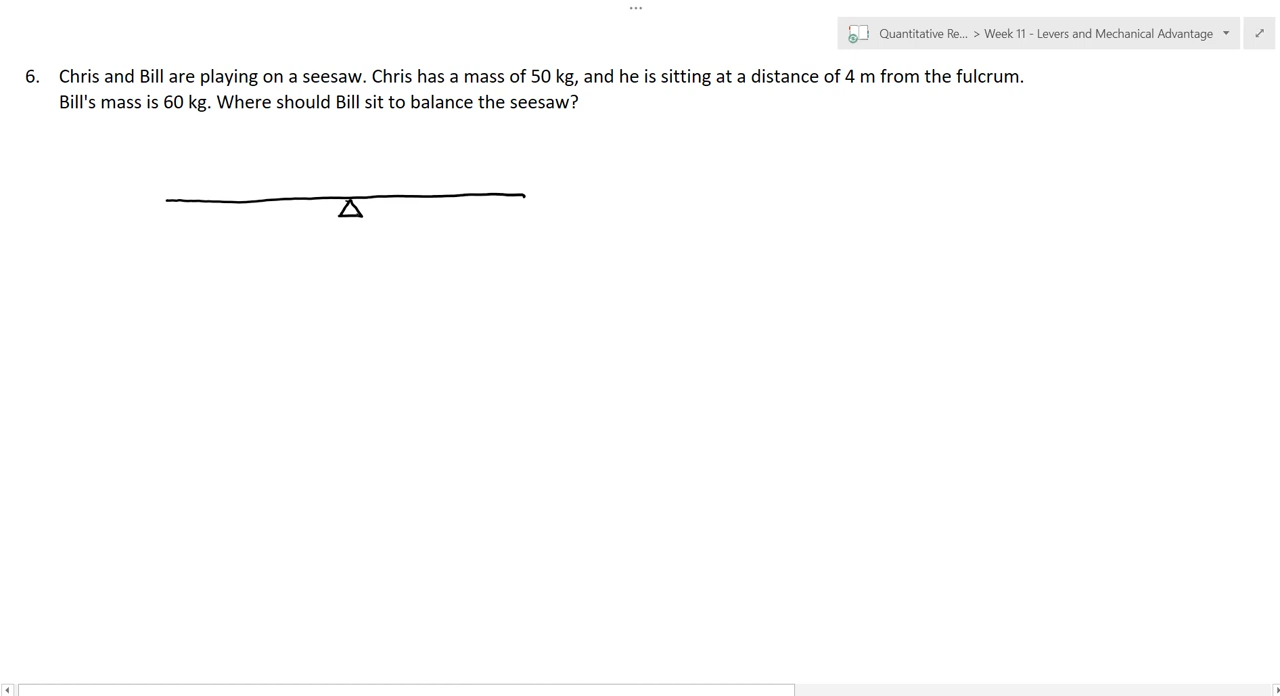 ...
Quantitative Re... > Week 11 - Levers and Mechanical Advantage
6. Chris and Bill are playing on a seesaw. Chris has a mass of 50 kg, and he is sitting at a distance of 4 m from the fulcrum.
Bill's mass is 60 kg. Where should Bill sit to balance the seesaw?